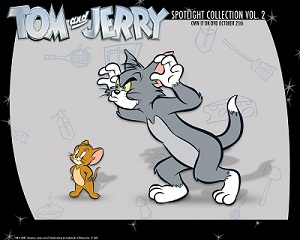 TOM and JERRY
SPOTLIGHT COLLECTION VOL. 2
OWN IT ON DVD OCTOBER 25th